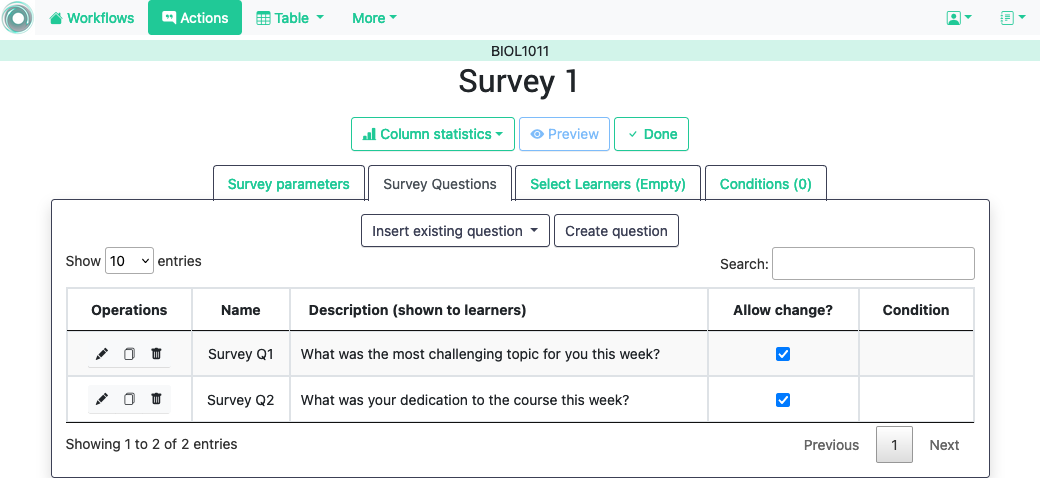 Workflows Actions Table More
BIOL1011
Survey 1
Column statistics Preview Done
Survey parameters Survey Questions Select Learners (Empty) Conditions (0)
Insert existing question Create question
Show 10 entries Search:
Operations Name Description (shown to learners) Allow change? Condition
Survey Q1 What was the most challenging topic for you this week?
Survey Q2 What was your dedication to the course this week?
Showing 1 to 2 of 2 entries Previous 1 Next